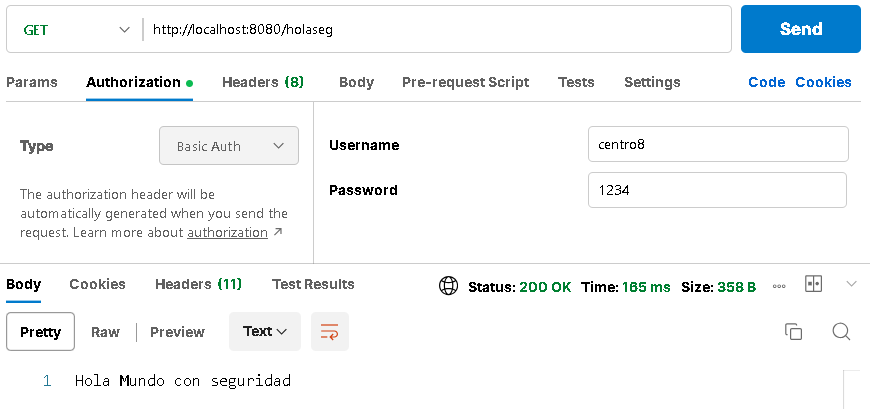 GET http://localhost:8080/holaseg Send
Params Authorization Headers (8) Body Pre-request Script Tests Settings Code Cookies
Type Basic Auth
The authorization header will be
automatically generated when you send the
request. Learn more about authorization ↗
Username centro8
Password 1234
Body Cookies Headers (11) Test Results Status: 200 OK Time: 165 ms Size: 358 B
Pretty Raw Preview Text
1 Hola Mundo con seguridad